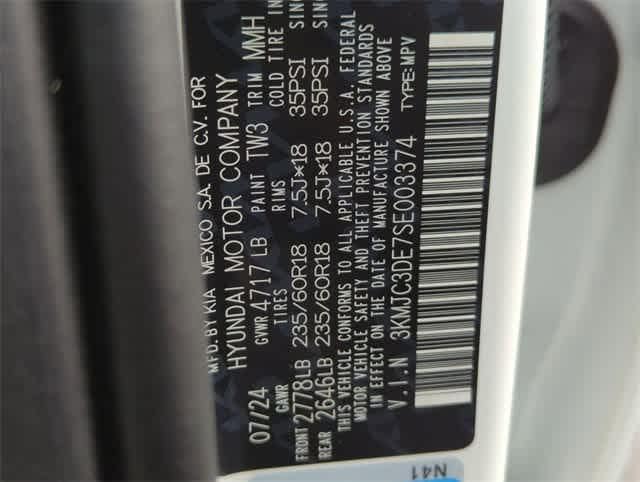 MFD. BY KIA MEXICO S.A. DE C.V. FOR
HYUNDAI MOTOR COMPANY
07/24 GVWR 4717 LB PAINT TW3 TRIM MMH
GAWR TIRES RIMS COLD TIRE IN
FRONT 2778LB 235/60R18 7.5J*18 35PSI SIN
REAR 2646LB 235/60R18 7.5J*18 35PSI SIN
THIS VEHICLE CONFORMS TO ALL APPLICABLE U.S.A. FEDERAL
MOTOR VEHICLE SAFETY AND THEFT PREVENTION STANDARDS
IN EFFECT ON THE DATE OF MANUFACTURE SHOWN ABOVE
V.I.N 3KMJC3DE7SE003374 TYPE:MPV
N41